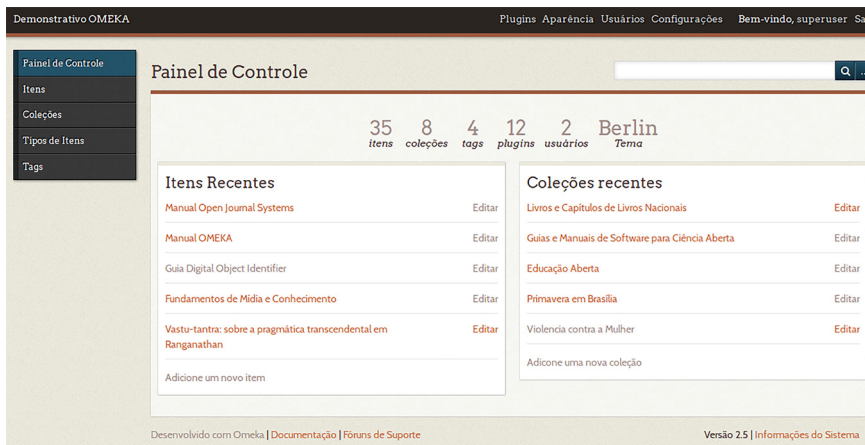 Demonstrativo OMEKA
Plugins Aparência Usuários Configurações Bem-vindo, superuser Sa
Painel de Controle
Itens
Coleções
Tipos de Itens
Tags
Painel de Controle
35 8 4 12 2 Berlin
itens coleções tags plugins usuários Tema
Itens Recentes
Manual Open Journal Systems Editar
Manual OMEKA Editar
Guia Digital Object Identifier Editar
Fundamentos de Mídia e Conhecimento Editar
Vastu-tantra: sobre a pragmática transcendental em Editar
Ranganathan
Adicione um novo item
Coleções recentes
Livros e Capítulos de Livros Nacionais Editar
Guias e Manuais de Software para Ciência Aberta Editar
Educação Aberta Editar
Primavera em Brasília Editar
Violencia contra a Mulher Editar
Adicione uma nova coleção
Desenvolvido com Omeka | Documentação | Fóruns de Suporte
Versão 2.5 | Informações do Sistema